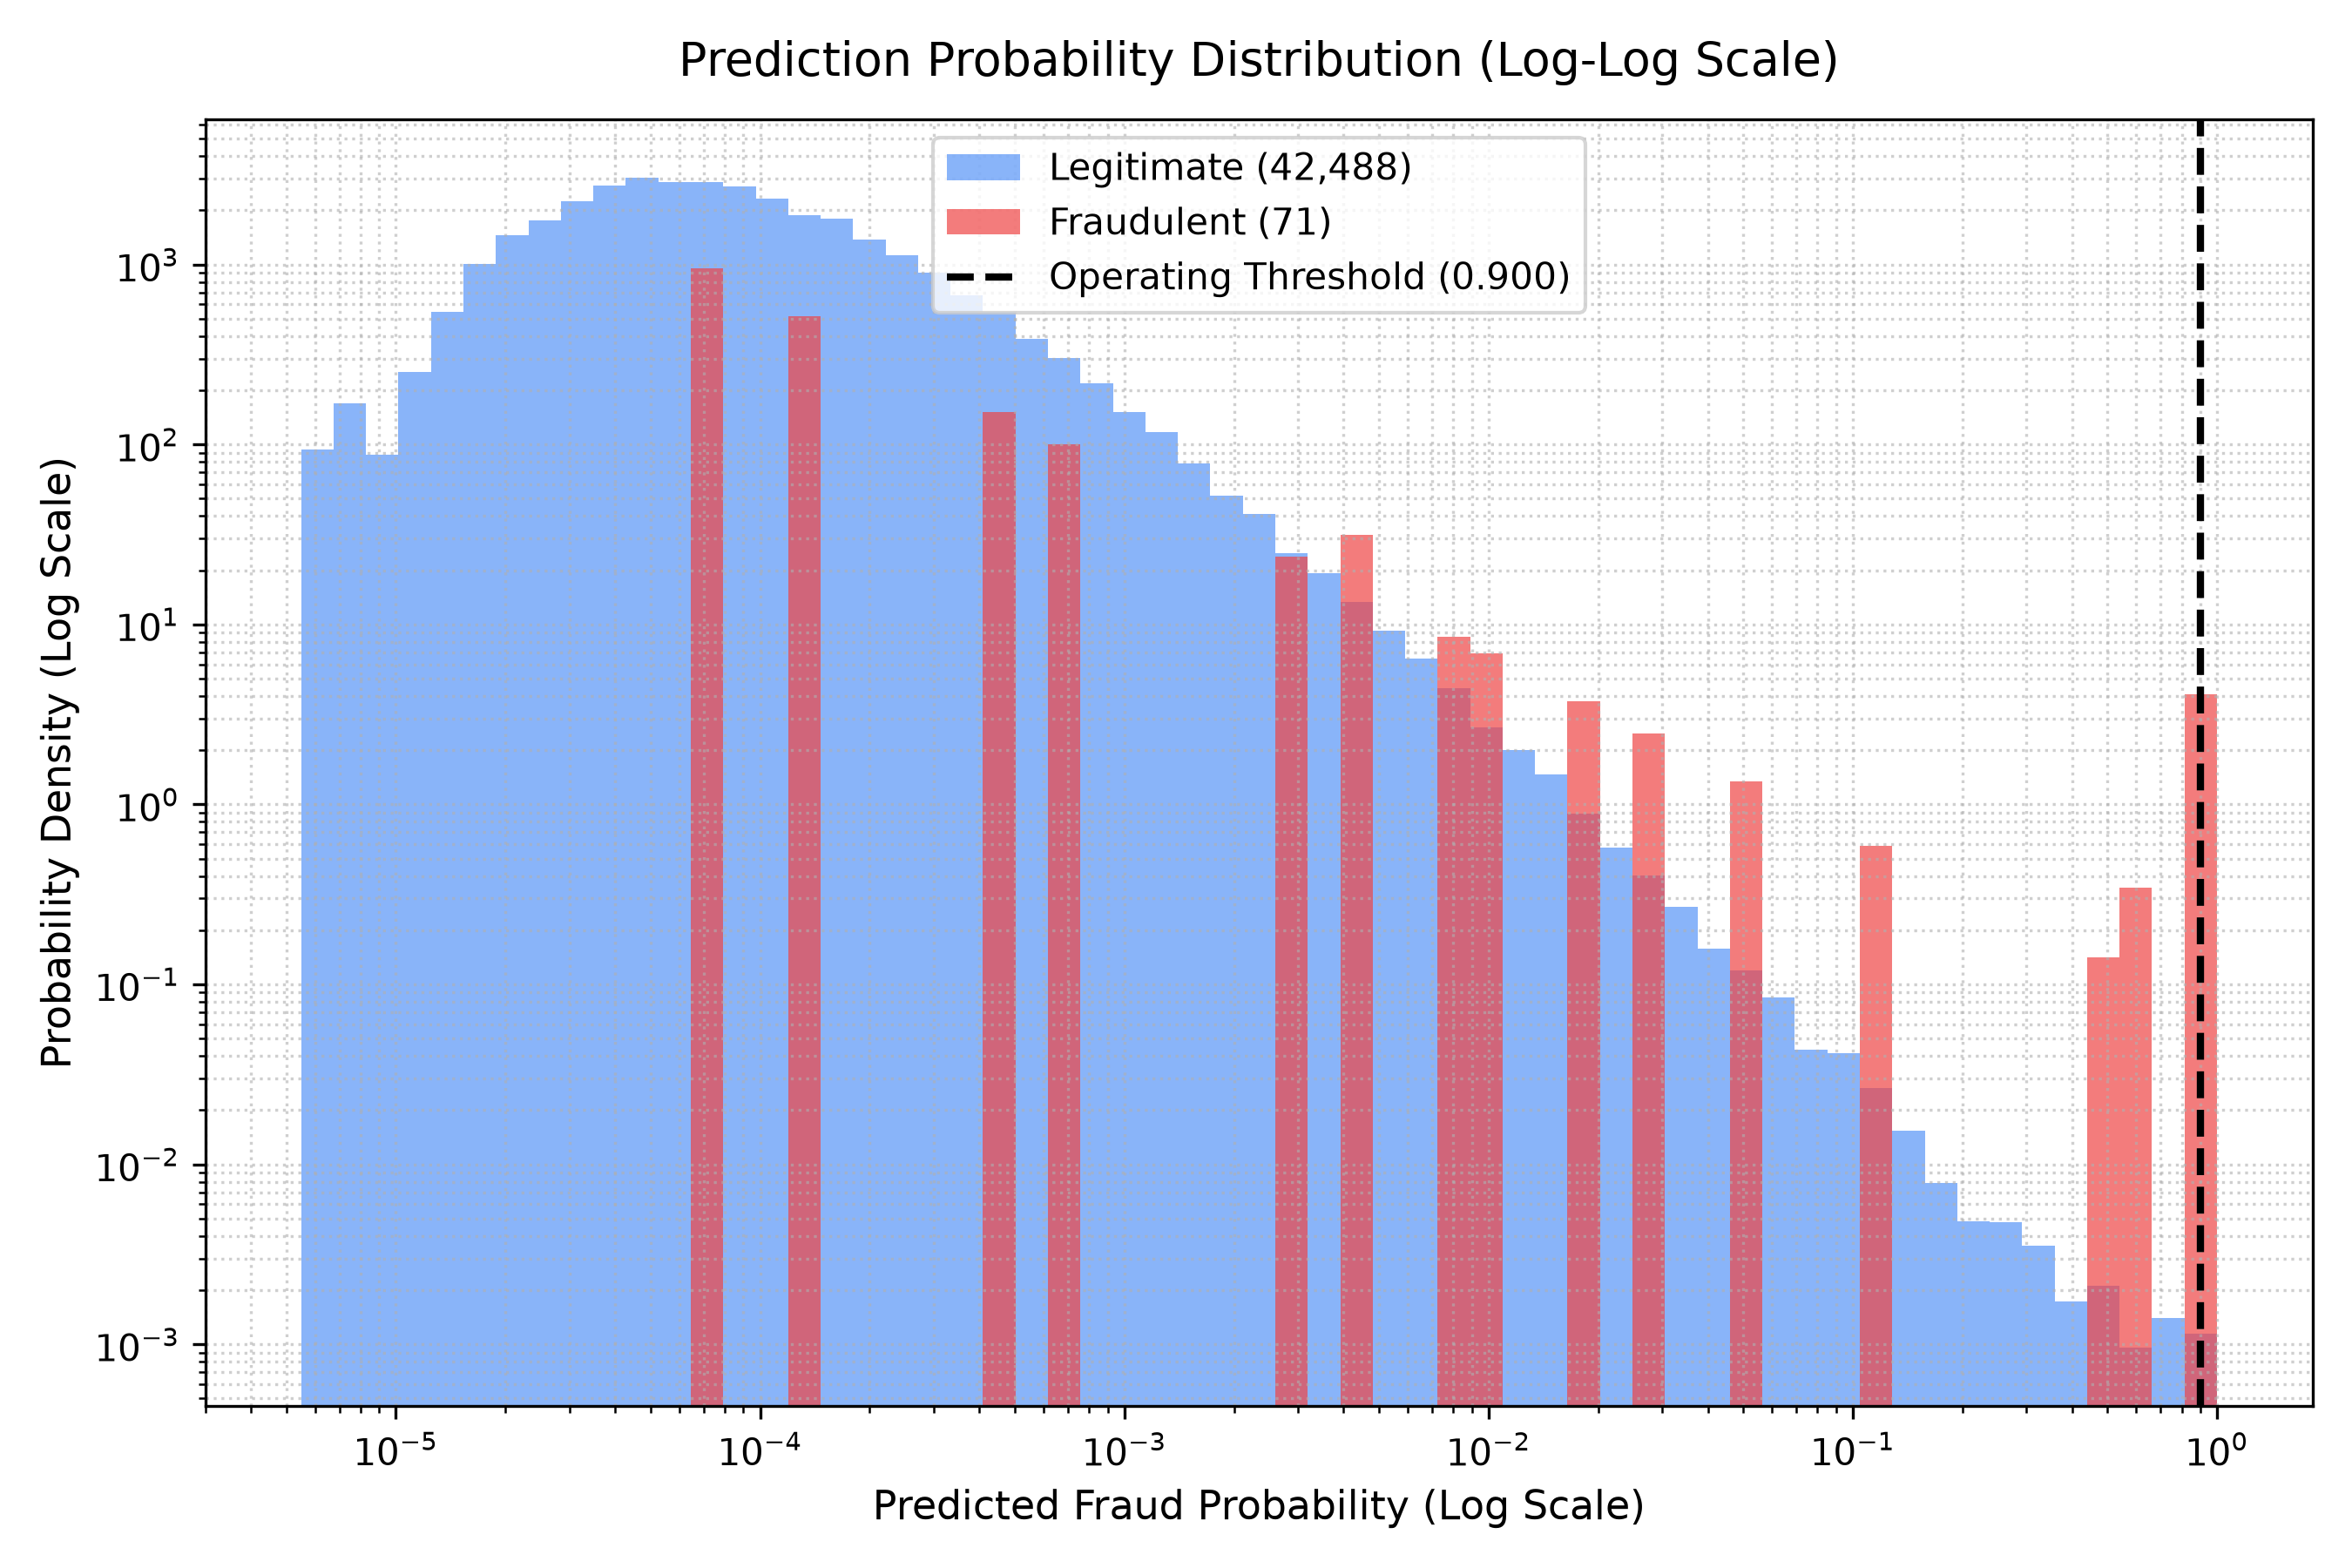 Prediction Probability Distribution (Log-Log Scale)
Legitimate (42,488)
Fraudulent (71)
Operating Threshold (0.900)
Probability Density (Log Scale)
10³
10²
10¹
10⁰
10⁻¹
10⁻²
10⁻³
10⁻⁵ 10⁻⁴ 10⁻³ 10⁻² 10⁻¹ 10⁰
Predicted Fraud Probability (Log Scale)